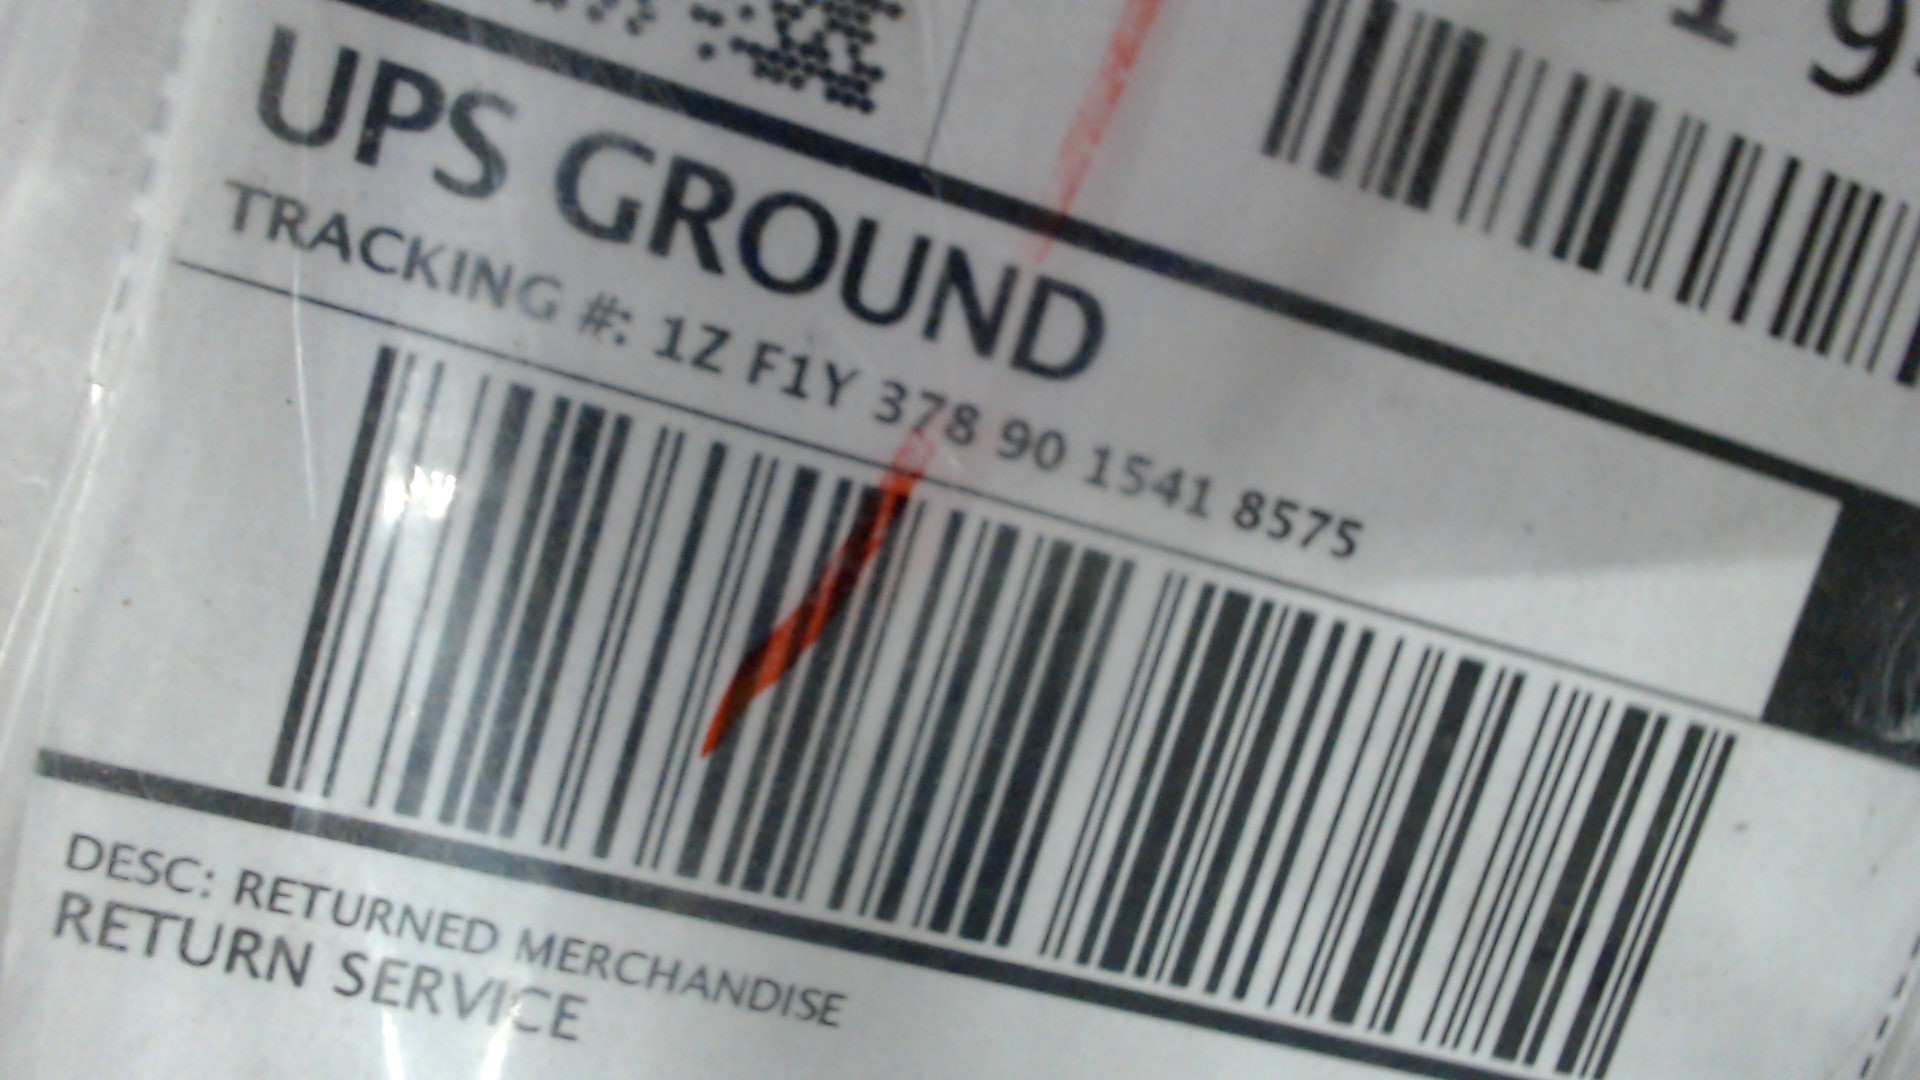 UPS GROUND
TRACKING #: 1Z F1Y 378 90 1541 8575
DESC: RETURNED MERCHANDISE
RETURN SERVICE